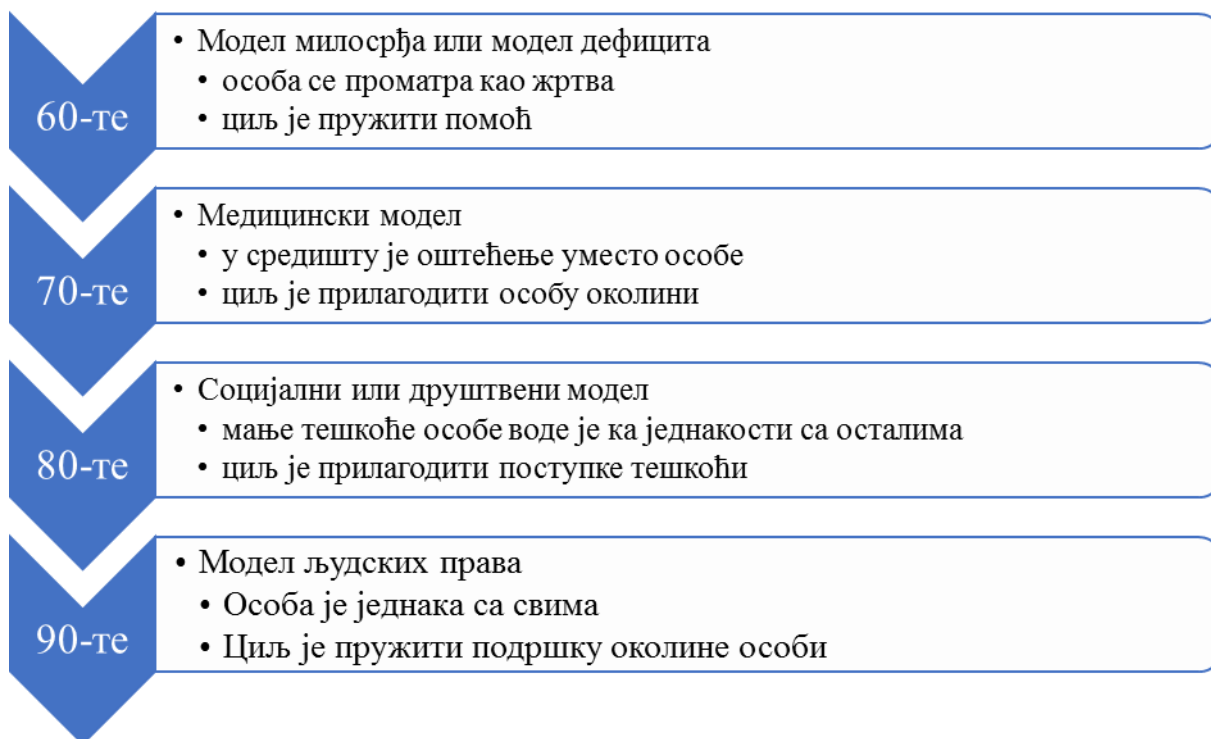 60-те
• Модел милосрђа или модел дефицита
• особа се проматра као жртва
• циљ је пружити помоћ
70-те
• Медицински модел
• у средишту је оштећење уместо особе
• циљ је прилагодити особу околини
80-те
• Социјални или друштвени модел
• мање тешкоће особе воде је ка једнакости са осталима
• циљ је прилагодити поступке тешкоћи
90-те
• Модел људских права
• Особа је једнака са свима
• Циљ је пружити подршку околине особи